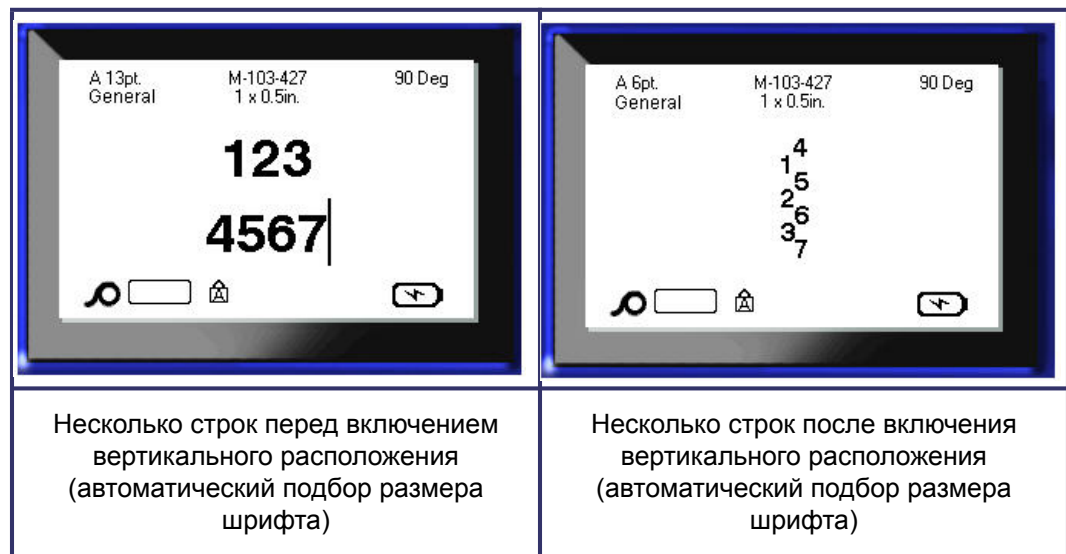 A 13pt. M-103-427 90 Deg
General 1 x 0.5in.
123
4567
A
A 6pt. M-103-427 90 Deg
General 1 x 0.5in.
4
1
5
2
6
3
7
A
Несколько строк перед включением
вертикального расположения
(автоматический подбор размера
шрифта)
Несколько строк после включения
вертикального расположения
(автоматический подбор размера
шрифта)